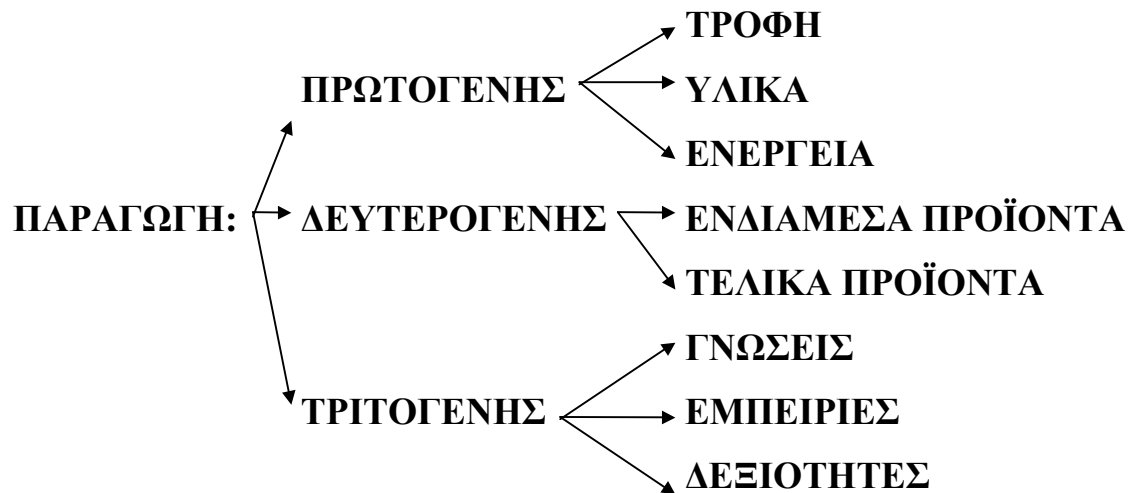 ΤΡΟΦΗ
ΠΡΩΤΟΓΕΝΗΣ ΥΛΙΚΑ
ΕΝΕΡΓΕΙΑ
ΠΑΡΑΓΩΓΗ: ΔΕΥΤΕΡΟΓΕΝΗΣ ΕΝΔΙΑΜΕΣΑ ΠΡΟΪΟΝΤΑ
ΤΕΛΙΚΑ ΠΡΟΪΟΝΤΑ
ΓΝΩΣΕΙΣ
ΤΡΙΤΟΓΕΝΗΣ ΕΜΠΕΙΡΙΕΣ
ΔΕΞΙΟΤΗΤΕΣ